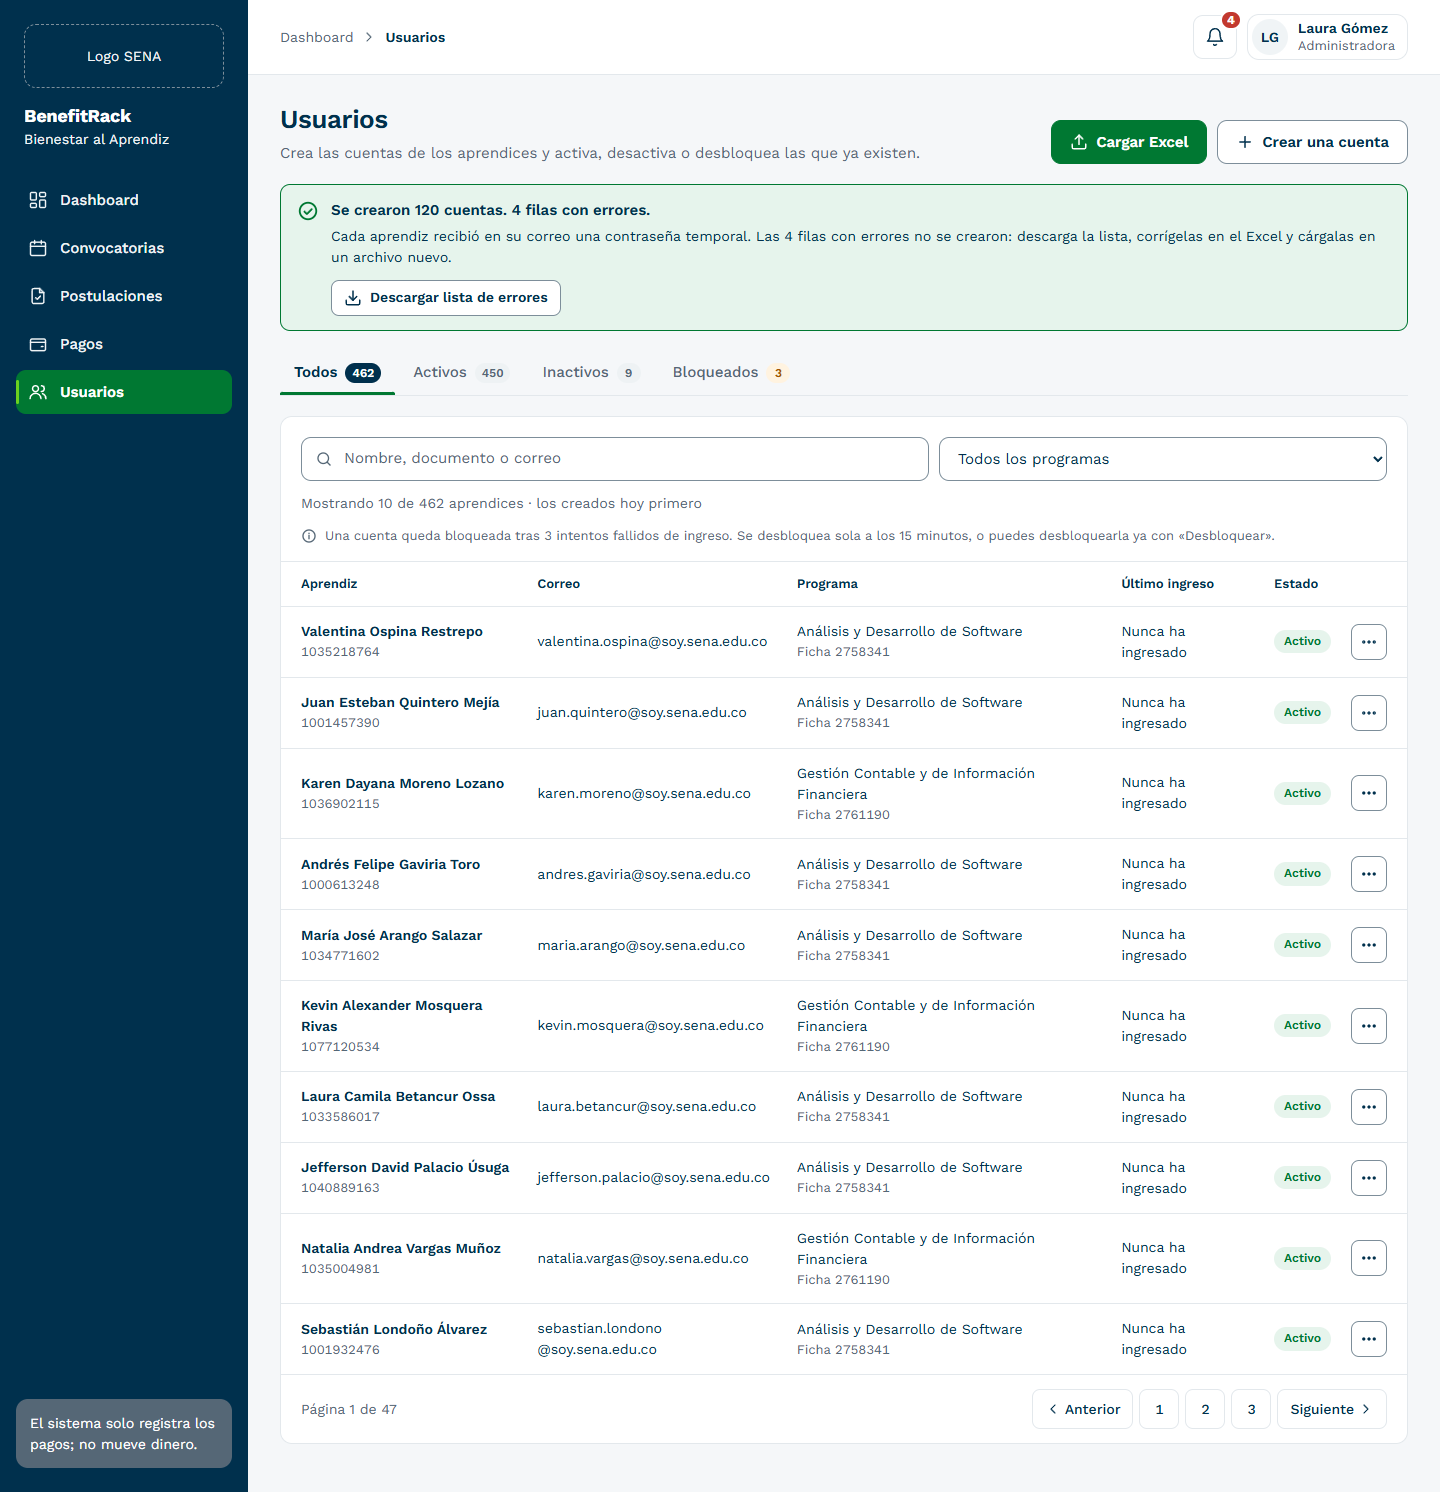 Logo SENA
BenefitRack
Bienestar al Aprendiz
Dashboard
Convocatorias
Postulaciones
Pagos
Usuarios
El sistema solo registra los
pagos; no mueve dinero.
Dashboard > Usuarios
4
LG
Laura Gómez
Administradora
Usuarios
Crea las cuentas de los aprendices y activa, desactiva o desbloquea las que ya existen.
Cargar Excel
Crear una cuenta
Se crearon 120 cuentas. 4 filas con errores.
Cada aprendiz recibió en su correo una contraseña temporal. Las 4 filas con errores no se crearon: descarga la lista, corrígelas en el Excel y cárgalas en
un archivo nuevo.
Descargar lista de errores
Todos 462 Activos 450 Inactivos 9 Bloqueados 3
Nombre, documento o correo
Todos los programas
Mostrando 10 de 462 aprendices · los creados hoy primero
Una cuenta queda bloqueada tras 3 intentos fallidos de ingreso. Se desbloquea sola a los 15 minutos, o puedes desbloquearla ya con «Desbloquear».
Aprendiz Correo Programa Último ingreso Estado
Valentina Ospina Restrepo
1035218764
valentina.ospina@soy.sena.edu.co
Análisis y Desarrollo de Software
Ficha 2758341
Nunca ha
ingresado
Activo
Juan Esteban Quintero Mejía
1001457390
juan.quintero@soy.sena.edu.co
Análisis y Desarrollo de Software
Ficha 2758341
Nunca ha
ingresado
Activo
Karen Dayana Moreno Lozano
1036902115
karen.moreno@soy.sena.edu.co
Gestión Contable y de Información
Financiera
Ficha 2761190
Nunca ha
ingresado
Activo
Andrés Felipe Gaviria Toro
1000613248
andres.gaviria@soy.sena.edu.co
Análisis y Desarrollo de Software
Ficha 2758341
Nunca ha
ingresado
Activo
María José Arango Salazar
1034771602
maria.arango@soy.sena.edu.co
Análisis y Desarrollo de Software
Ficha 2758341
Nunca ha
ingresado
Activo
Kevin Alexander Mosquera
Rivas
1077120534
kevin.mosquera@soy.sena.edu.co
Gestión Contable y de Información
Financiera
Ficha 2761190
Nunca ha
ingresado
Activo
Laura Camila Betancur Ossa
1033586017
laura.betancur@soy.sena.edu.co
Análisis y Desarrollo de Software
Ficha 2758341
Nunca ha
ingresado
Activo
Jefferson David Palacio Úsuga
1040889163
jefferson.palacio@soy.sena.edu.co
Análisis y Desarrollo de Software
Ficha 2758341
Nunca ha
ingresado
Activo
Natalia Andrea Vargas Muñoz
1035004981
natalia.vargas@soy.sena.edu.co
Gestión Contable y de Información
Financiera
Ficha 2761190
Nunca ha
ingresado
Activo
Sebastián Londoño Álvarez
1001932476
sebastian.londono
@soy.sena.edu.co
Análisis y Desarrollo de Software
Ficha 2758341
Nunca ha
ingresado
Activo
Página 1 de 47
Anterior 1 2 3 Siguiente